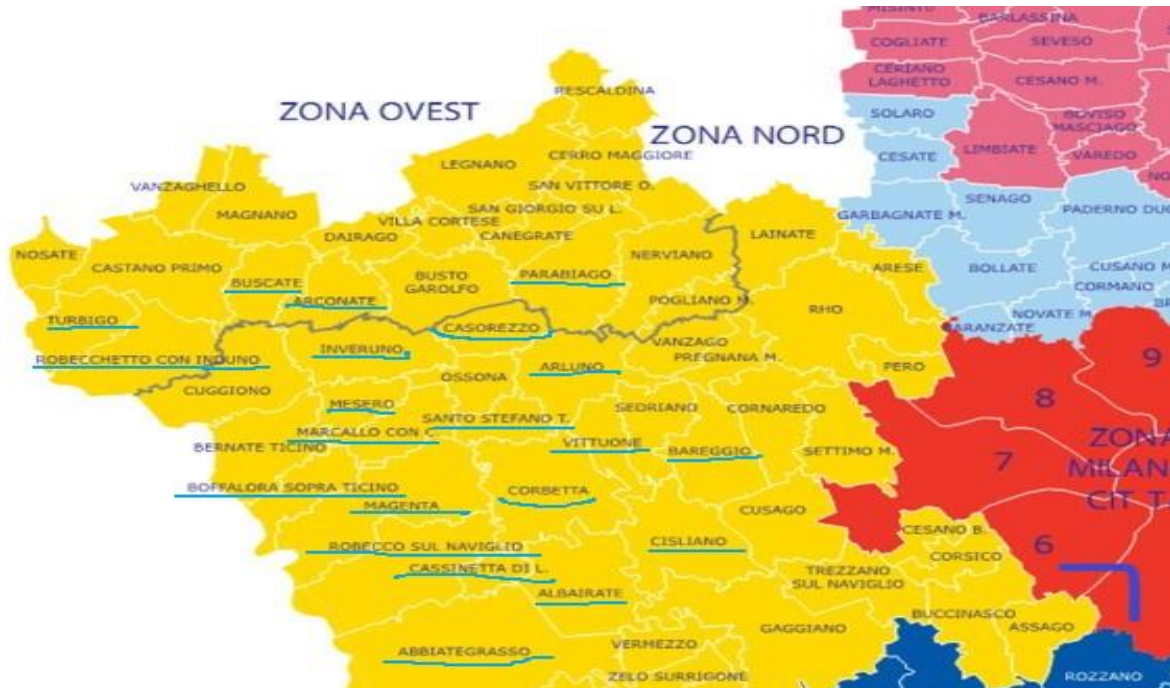 MISINTO
BARLASSINA
COGLIATE
SEVESO
CERIANO
LAGHETTO
CESANO M.
RESCALDINA
ZONA OVEST
ZONA NORD
SOLARO
BOVISO
MASCIAGO
LIMBIATE
VAREDO
CESATE
LEGNANO
CERRO MAGGIORE
VANZAGHELLO
SAN VITTORE O.
SENAGO
MAGNANO
SAN GIORGIO SU L.
VILLA CORTESE
GARBAGNATE M.
PADERNO DU
DAIRAGO
CANEGRATE
LAINATE
NOSATE
NERVIANO
CASTANO PRIMO
ARESE
BOLLATE
CUSANO M
BUSCATE
BUSTO
GAROLFO
PARABIAGO
CORMANO
ARCONATE
POGLIANO M.
RHO
NOVATE M.
TURBIGO
CASOREZZO
BARANZATE
VANZAGO
INVERUNO
PREGNANA M.
ROBECCHETTO CON INDUNO
ARLUNO
PERO
9
CUGGIONO
OSSONA
8
MESERO
SEDRIANO
CORNAREDO
SANTO STEFANO T.
MARCALLO CON C.
ZONA
BERNATE TICINO
VITTUONE
BAREGGIO
SETTIMO M.
7
MILAN
BOFFALORA SOPRA TICINO
CORBETTA
CIT T
MAGENTA
CUSAGO
CESANO B.
ROBECCO SUL NAVIGLIO
CISLIANO
6
CORSICO
CASSINETTA DI L.
TREZZANO
SUL NAVIGLIO
ALBAIRATE
BUCCINASCO
GAGGIANO
ASSAGO
ABBIATEGRASSO
VERMEZZO
ZELO SURRIGONE
ROZZANO